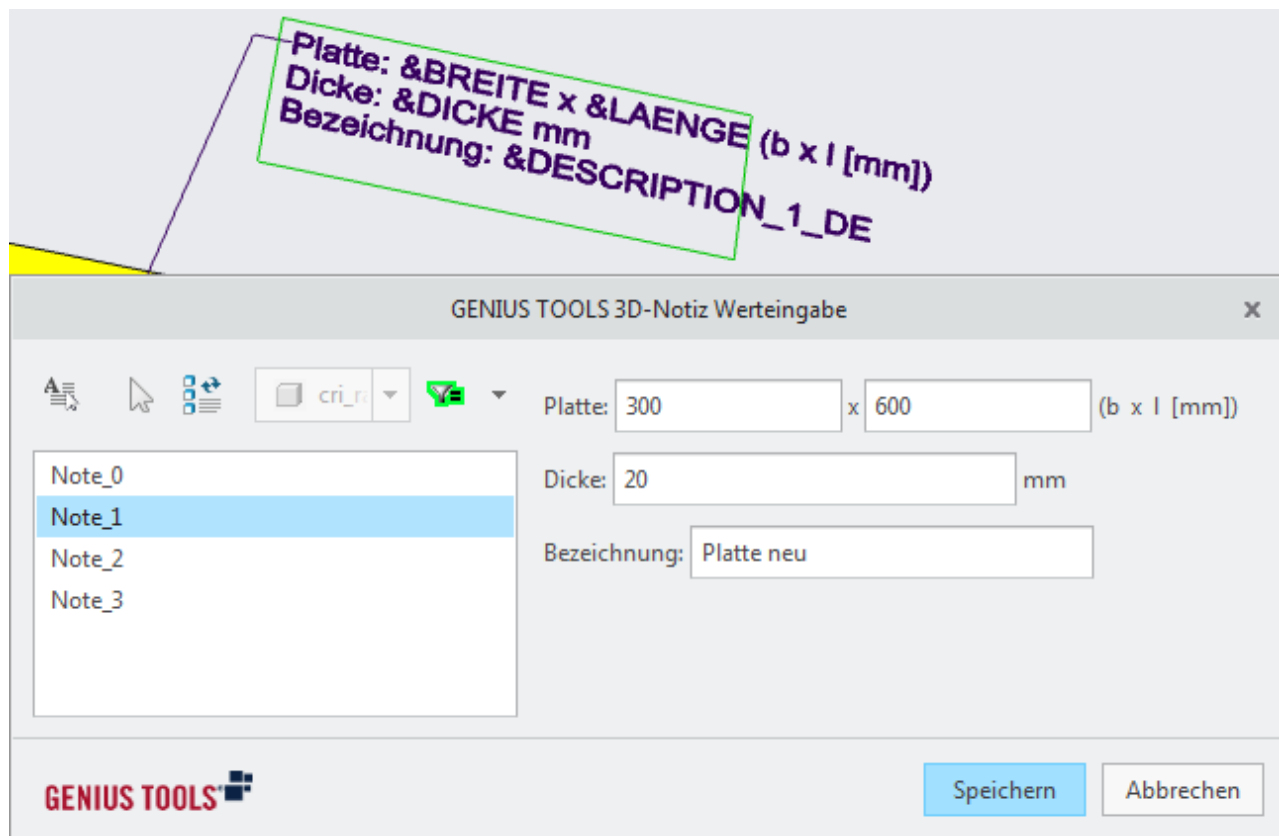 Platte: &BREITE x &LAENGE (b x l [mm])
Dicke: &DICKE mm
Bezeichnung: &DESCRIPTION_1_DE
GENIUS TOOLS 3D-Notiz Werteingabe
cri_r
Platte: 300 x 600 (b x l [mm])
Note_0
Dicke: 20 mm
Note_1
Note_2
Bezeichnung: Platte neu
Note_3
GENIUS TOOLS
Speichern
Abbrechen